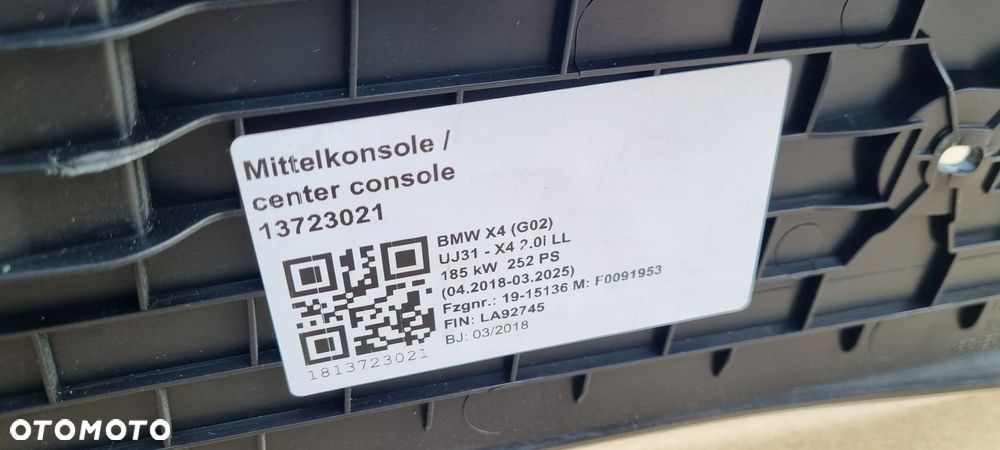 Mittelkonsole /
center console
13723021
BMW X4 (G02)
UJ31 - X4 2.0i LL
185 kW 252 PS
(04.2018-03.2025)
Fzgnr.: 19-15136 M: F0091953
FIN: LA92745
BJ: 03/2018
1813723021
OTOMOTO